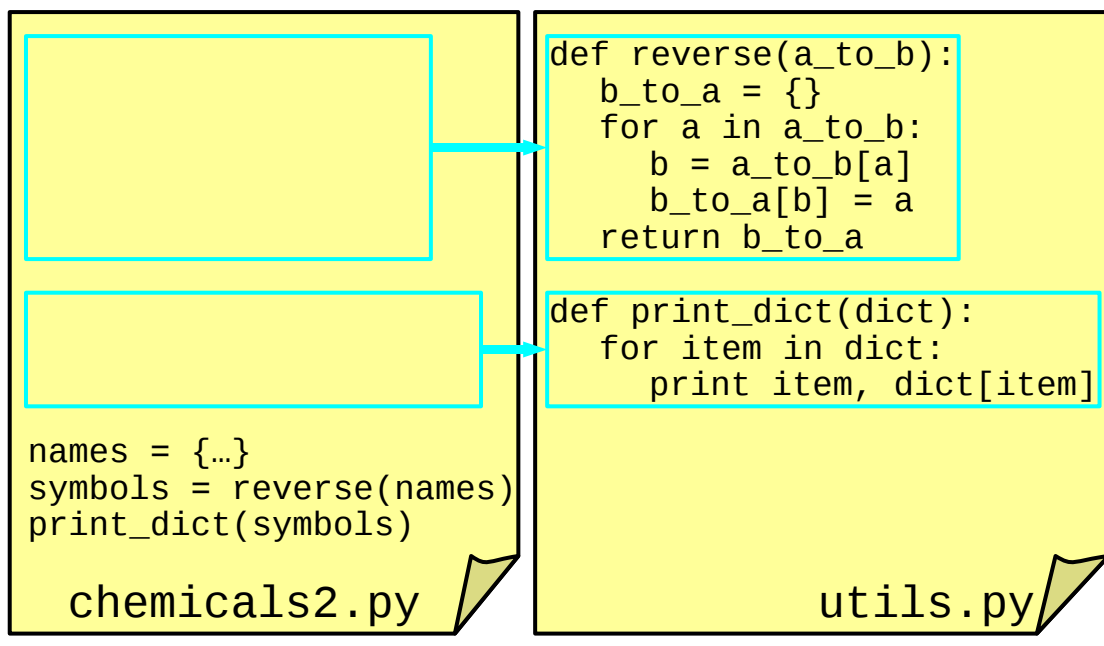 names = {…}
symbols = reverse(names)
print_dict(symbols)
chemicals2.py
def reverse(a_to_b):
b_to_a = {}
for a in a_to_b:
b = a_to_b[a]
b_to_a[b] = a
return b_to_a
def print_dict(dict):
for item in dict:
print item, dict[item]
utils.py